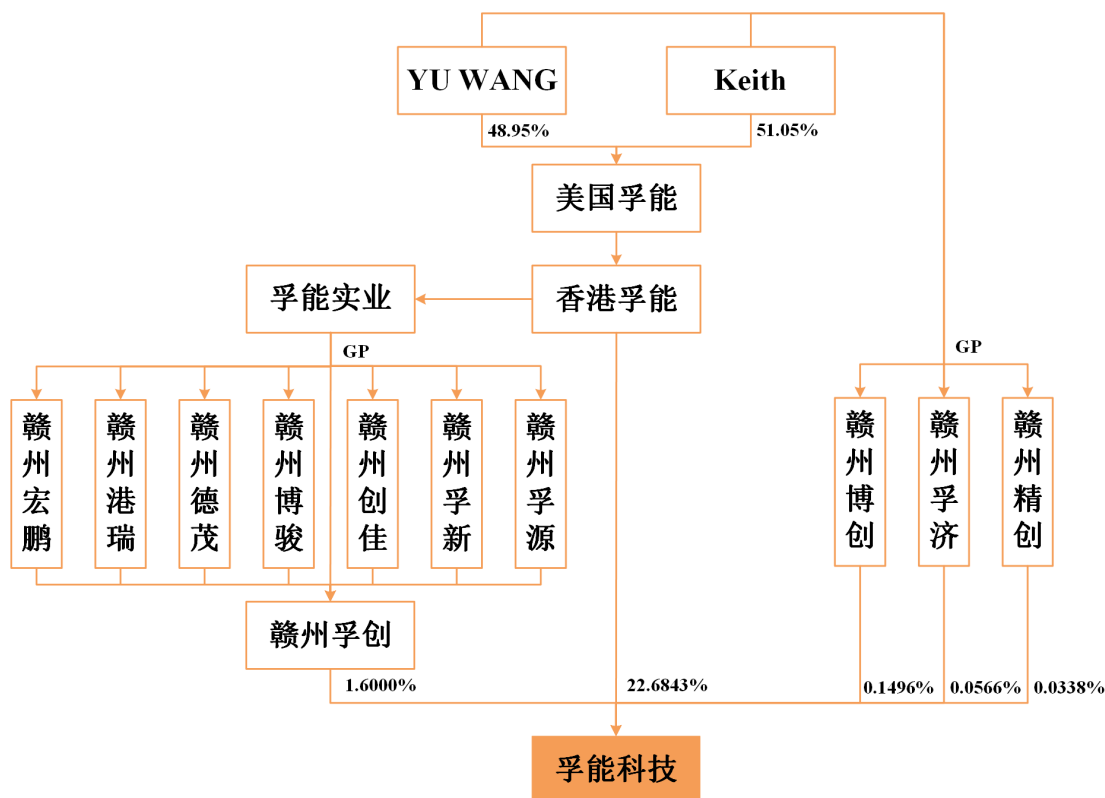 YU WANG
Keith
48.95%
51.05%
美国孚能
孚能实业
香港孚能
GP
GP
赣州宏鹏
赣州港瑞
赣州德茂
赣州博骏
赣州创佳
赣州孚新
赣州孚源
赣州博创
赣州孚济
赣州精创
赣州孚创
1.6000%
22.6843%
0.1496%
0.0566%
0.0338%
孚能科技